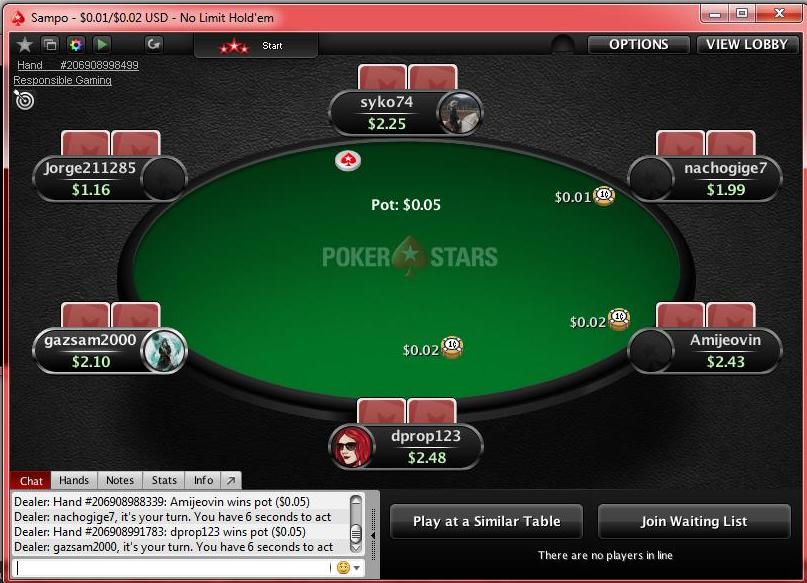 Sampo - $0.01/$0.02 USD - No Limit Hold'em
Start
OPTIONS
VIEW LOBBY
Hand #206908998499
Responsible Gaming
syko74
$2.25
Jorge211285
$1.16
nachogige7
$1.99
Pot: $0.05
$0.01
1¢
POKER STARS
gazsam2000
$2.10
$0.02
1¢
Amijeovin
$2.43
$0.02
1¢
dprop123
$2.48
Chat
Hands
Notes
Stats
Info
Dealer: Hand #206908988339: Amijeovin wins pot ($0.05)
Dealer: nachogige7, it's your turn. You have 6 seconds to act
Dealer: Hand #206908991783: dprop123 wins pot ($0.05)
Dealer: gazsam2000, it's your turn. You have 6 seconds to act
Play at a Similar Table
Join Waiting List
There are no players in line